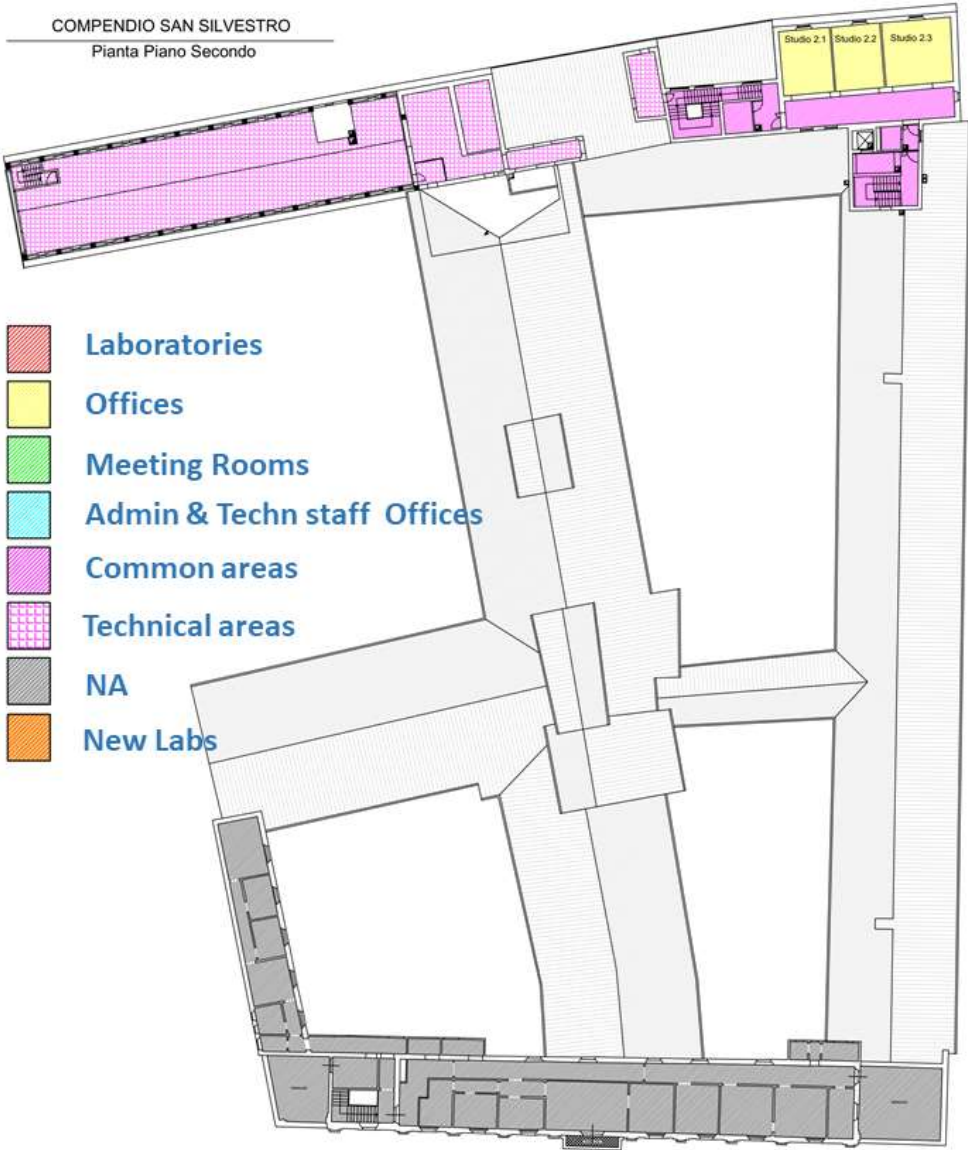 COMPENDIO SAN SILVESTRO
Pianta Piano Secondo
Studio 2.1 Studio 2.2 Studio 2.3
Laboratories
Offices
Meeting Rooms
Admin & Techn staff Offices
Common areas
Technical areas
NA
New Labs